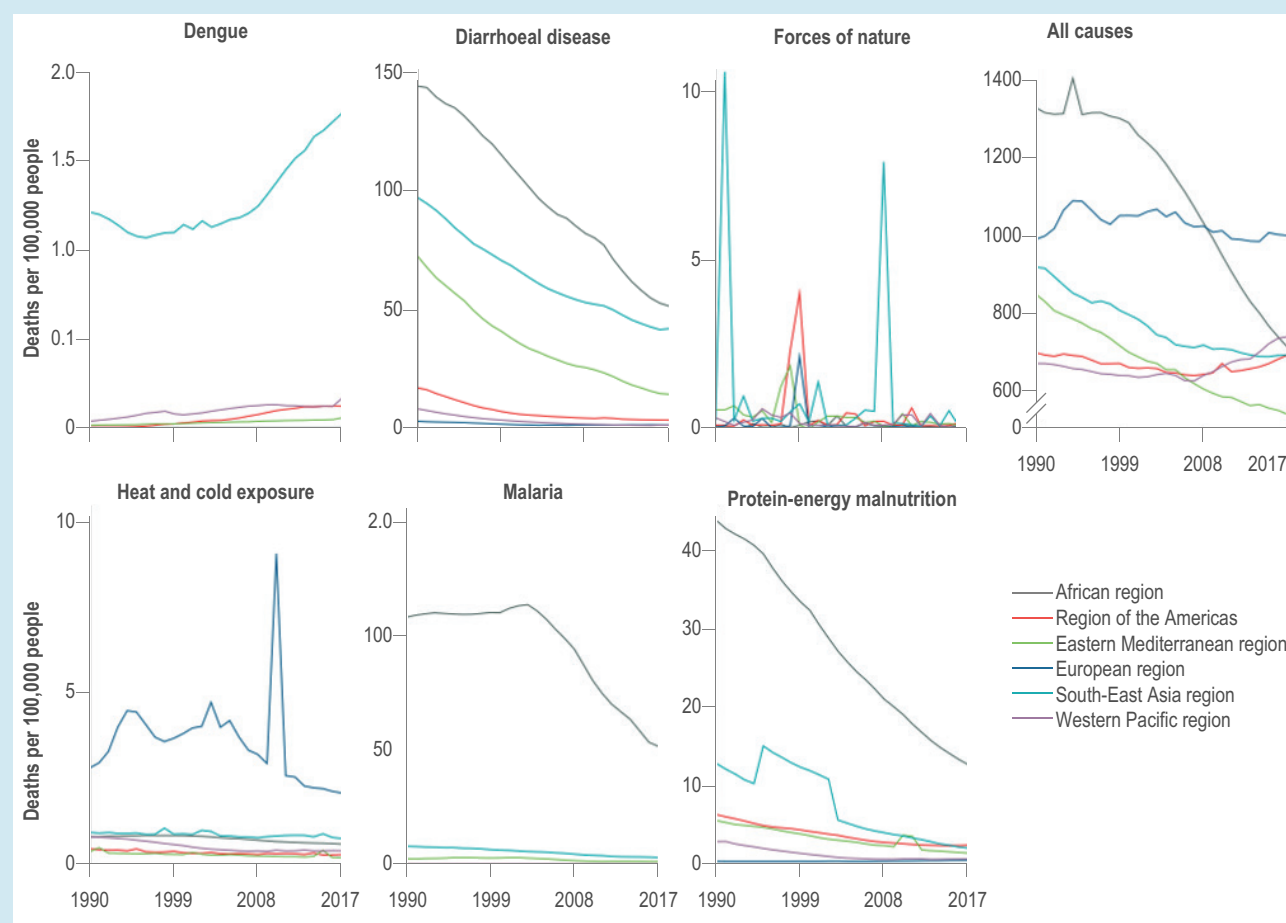 Dengue
Diarrhoeal disease
Forces of nature
All causes
Deaths per 100,000 people
2.0
1.5
1.0
0.1
0
150
100
50
0
10
5
0
1400
1200
1000
800
600
0
1990 1999 2008 2017
Heat and cold exposure
Malaria
Protein-energy malnutrition
Deaths per 100,000 people
10
5
0
1990 1999 2008 2017
2.0
100
50
0
1990 1999 2008 2017
40
30
20
10
0
1990 1999 2008 2017
African region
Region of the Americas
Eastern Mediterranean region
European region
South-East Asia region
Western Pacific region